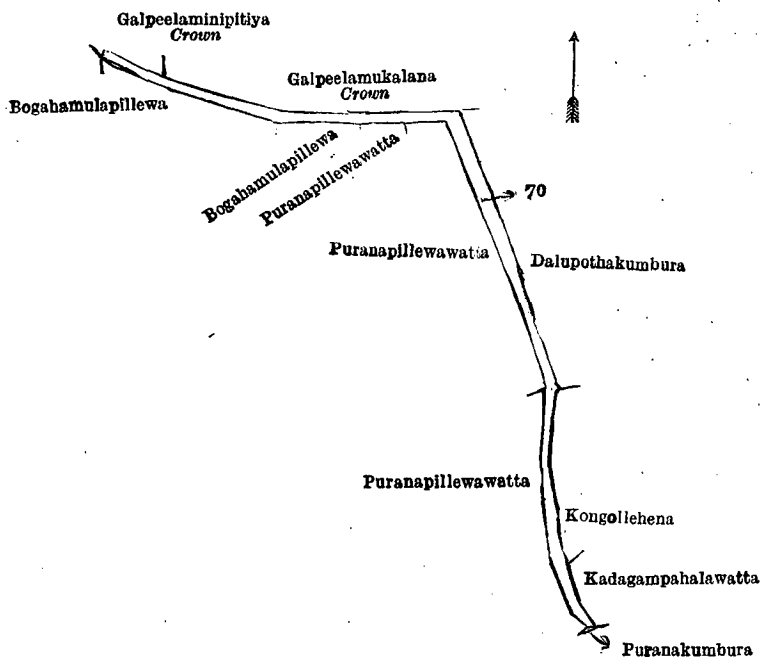 Galpeelaminipitiya
Crown
Bogahamulapillewa
Galpeelamukalana
Crown
Bogahamulapillewa
Puranapillewawatta
70
Puranapillewawatta
Dalupothakumbura
Puranapillewawatta
Kongollehena
Kadagampahalawatta
Puranakumbura